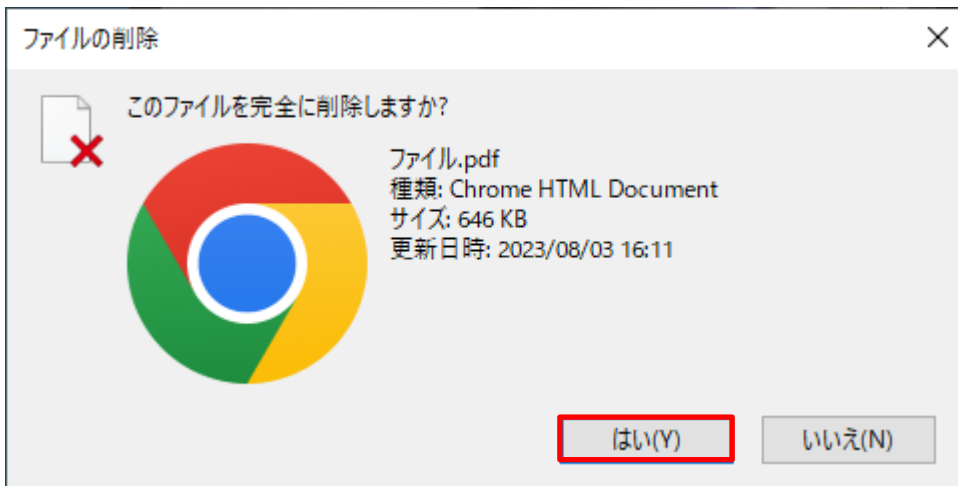 ファイルの削除
このファイルを完全に削除しますか?
ファイル.pdf
種類: Chrome HTML Document
サイズ: 646 KB
更新日時: 2023/08/03 16:11
はい(Y)
いいえ(N)